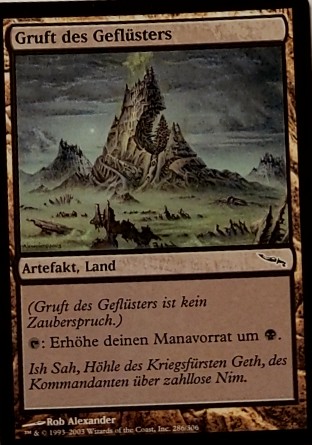 Gruft des Geflüsters
Artefakt, Land
(Gruft des Geflüsters ist kein
Zauberspruch.)
: Erhöhe deinen Manavorrat um .
Ish Sah, Höhle des Kriegsfürsten Geth, des
Kommandanten über zahllose Nim.
Rob Alexander
™ & © 1993-2003 Wizards of the Coast, Inc. 286/306